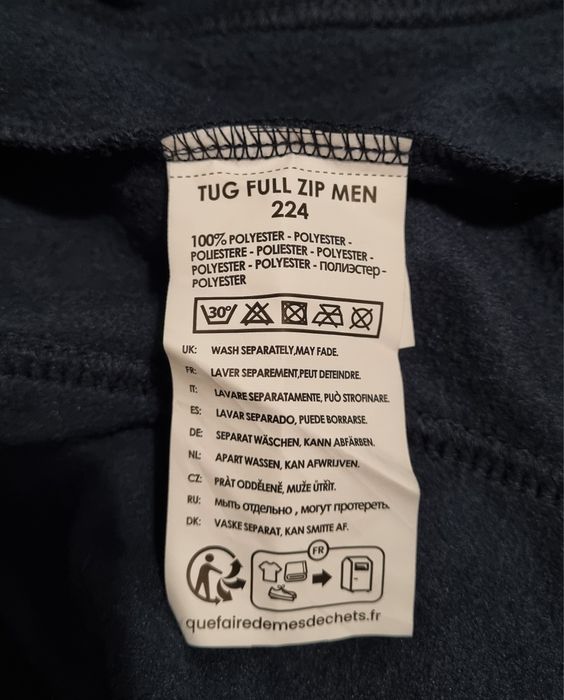 TUG FULL ZIP MEN
224
100% POLYESTER - POLYESTER -
POLIESTERE - POLIESTER - POLYESTER -
POLYESTER - POLYESTER - ПОЛИЭСТЕР -
POLYESTER
30°
UK: WASH SEPARATELY,MAY FADE.
FR: LAVER SEPAREMENT,PEUT DETEINDRE.
IT: LAVARE SEPARATAMENTE, PUÒ STROFINARE.
ES: LAVAR SEPARADO, PUEDE BORRARSE.
DE: SEPARAT WÄSCHEN, KANN ABFÄRBEN.
NL: APART WASSEN, KAN AFWRIJVEN.
CZ: PRÀT ODDĚLENĚ, MUŽE ÛTŘÍT.
RU: Мыть отдельно , могут протереть.
DK: VASKE SEPARAT, KAN SMITTE AF.
FR
quefairedemesdechets.fr